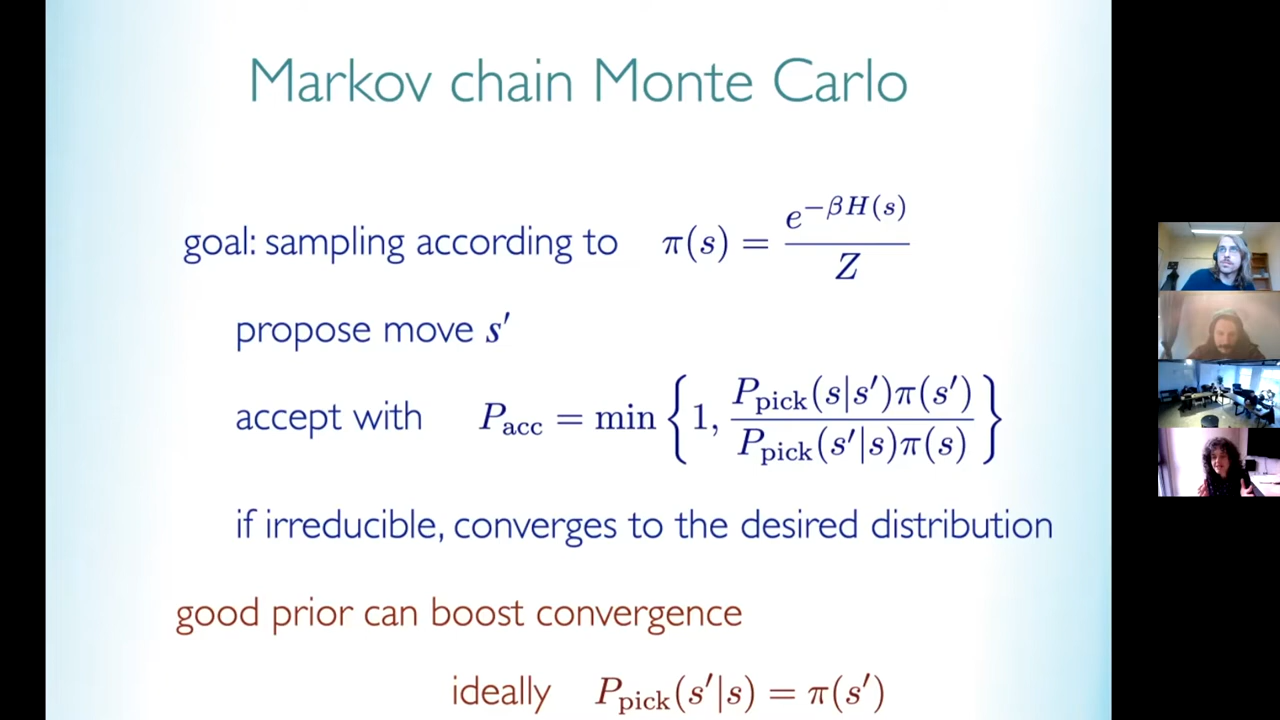 Markov chain Monte Carlo
goal: sampling according to π(s) = e^{−βH(s)} / Z
propose move s′
accept with P_acc = min { 1, P_pick(s|s′)π(s′) / P_pick(s′|s)π(s) }
if irreducible, converges to the desired distribution
good prior can boost convergence
ideally P_pick(s′|s) = π(s′)